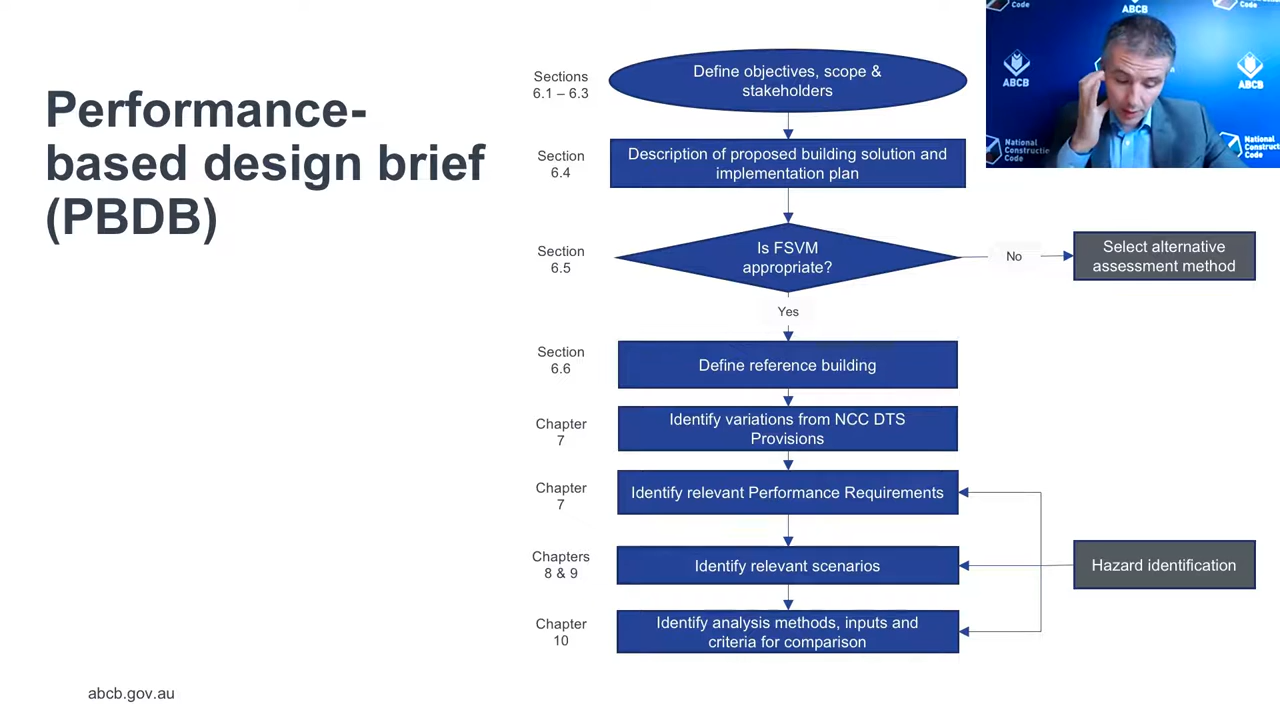 Performance-
based design brief
(PBDB)
Sections
6.1 – 6.3
Define objectives, scope &
stakeholders
Section
6.4
Description of proposed building solution and
implementation plan
Section
6.5
Is FSVM
appropriate?
No
Select alternative
assessment method
Yes
Section
6.6
Define reference building
Chapter
7
Identify variations from NCC DTS
Provisions
Chapter
7
Identify relevant Performance Requirements
Chapters
8 & 9
Identify relevant scenarios
Hazard identification
Chapter
10
Identify analysis methods, inputs and
criteria for comparison
abcb.gov.au
Code
ABCB
ABCB
ABCB
National
Code
National
Code